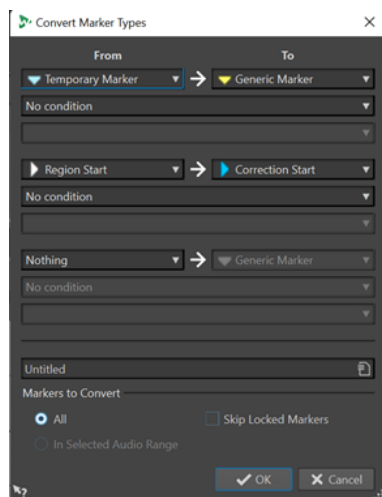 Convert Marker Types
From To
Temporary Marker Generic Marker
No condition
Region Start Correction Start
No condition
Nothing Generic Marker
No condition
Untitled
Markers to Convert
All Skip Locked Markers
In Selected Audio Range
OK Cancel